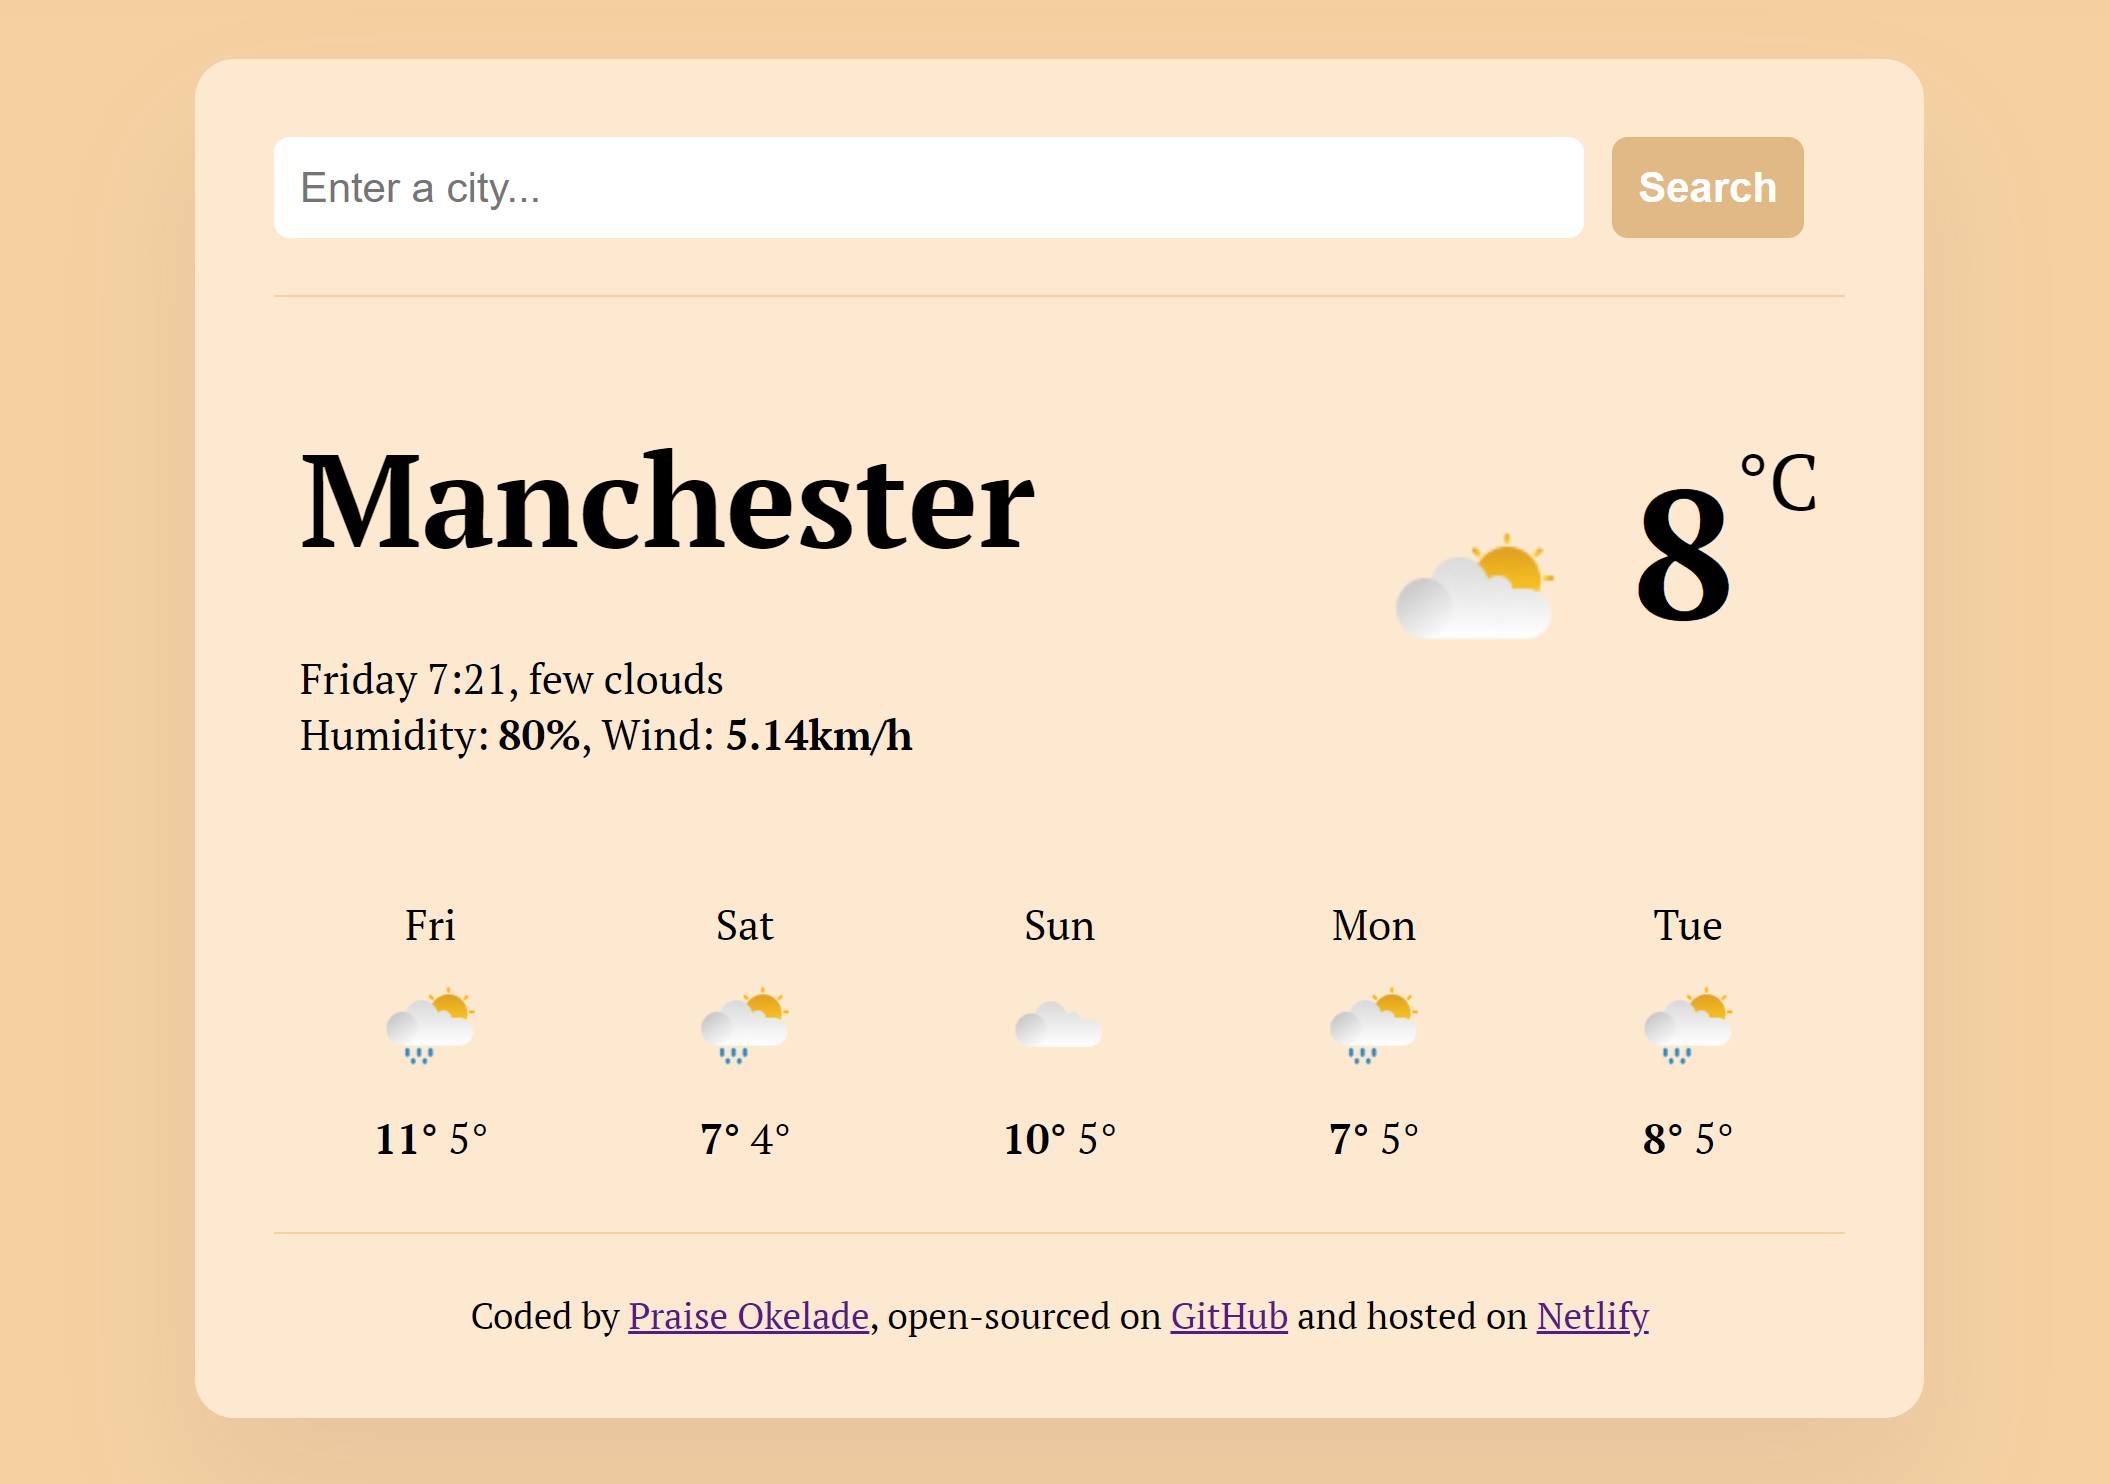 Enter a city...
Search
Manchester
8 °C
Friday 7:21, few clouds
Humidity: 80%, Wind: 5.14km/h
Fri Sat Sun Mon Tue
11° 5° 7° 4° 10° 5° 7° 5° 8° 5°
Coded by Praise Okelade, open-sourced on GitHub and hosted on Netlify